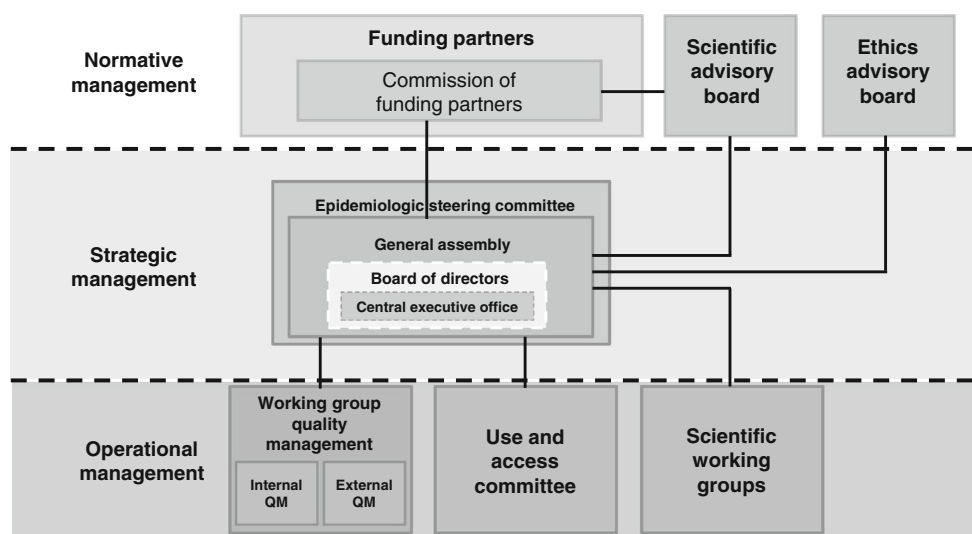 Normative
management
Funding partners
Commission of
funding partners
Scientific
advisory
board
Ethics
advisory
board
Strategic
management
Epidemiologic steering committee
General assembly
Board of directors
Central executive office
Operational
management
Working group
quality
management
Internal
QM
External
QM
Use and
access
committee
Scientific
working
groups